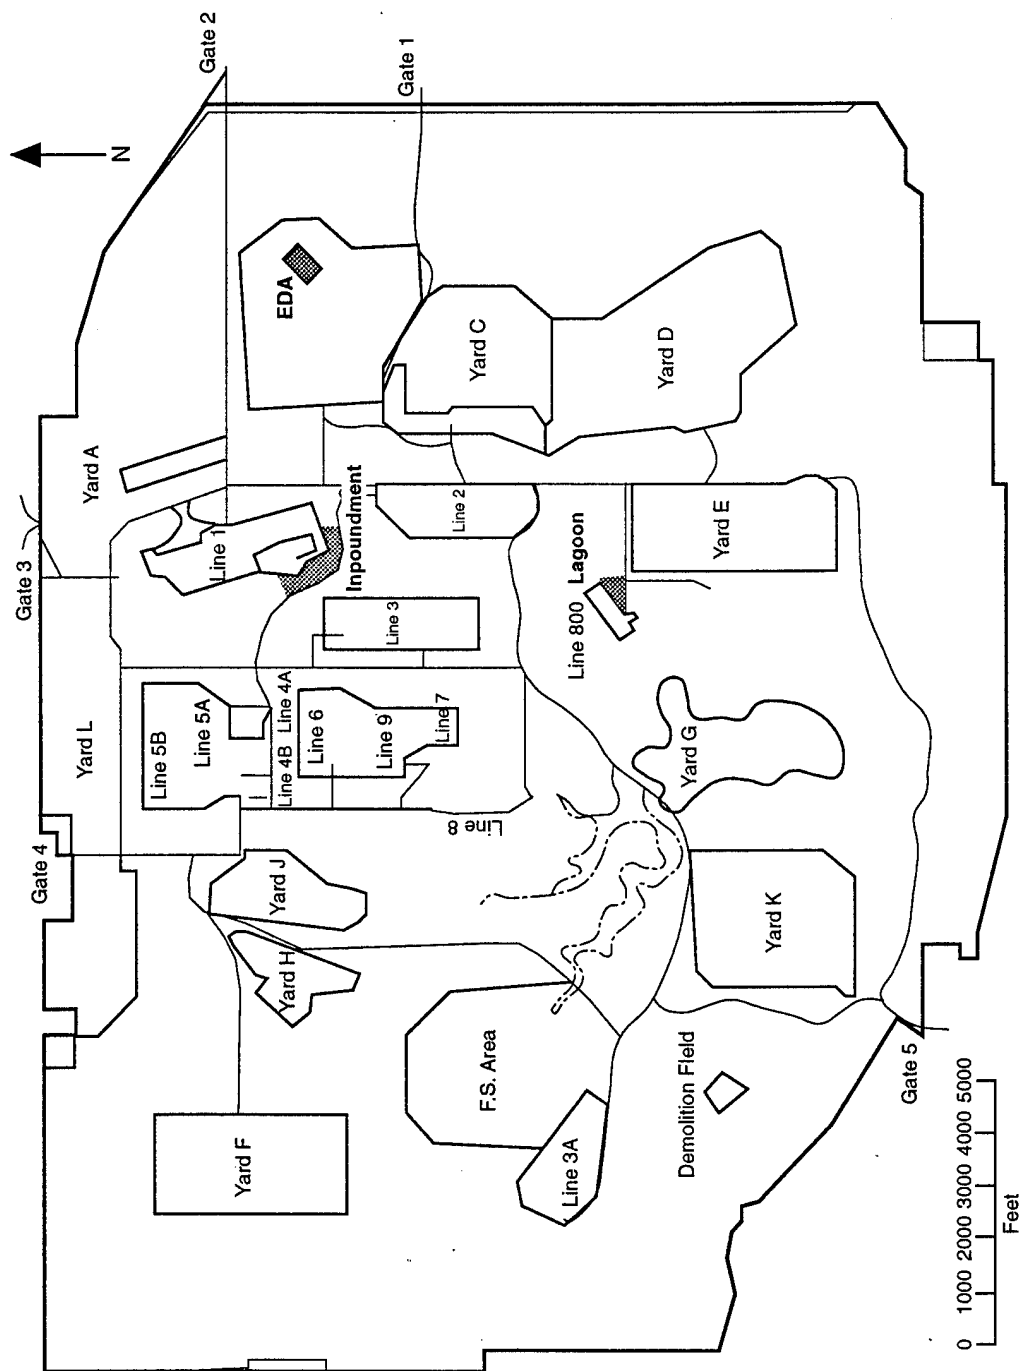 Gate 2
Gate 1
N
EDA
Yard C
Yard D
Yard A
Gate 3
Line 1
Inpoundment
Line 2
Lagoon
Yard E
Line 3
Line 800
Yard L
Line 5B
Line 5A
Line 4B
Line 4A
Line 6
Line 9
Line 7
Line 8
Yard G
Gate 4
Yard J
Yard H
Yard K
F.S. Area
Yard F
Line 3A
Demolition Field
Gate 5
0 1000 2000 3000 4000 5000
Feet